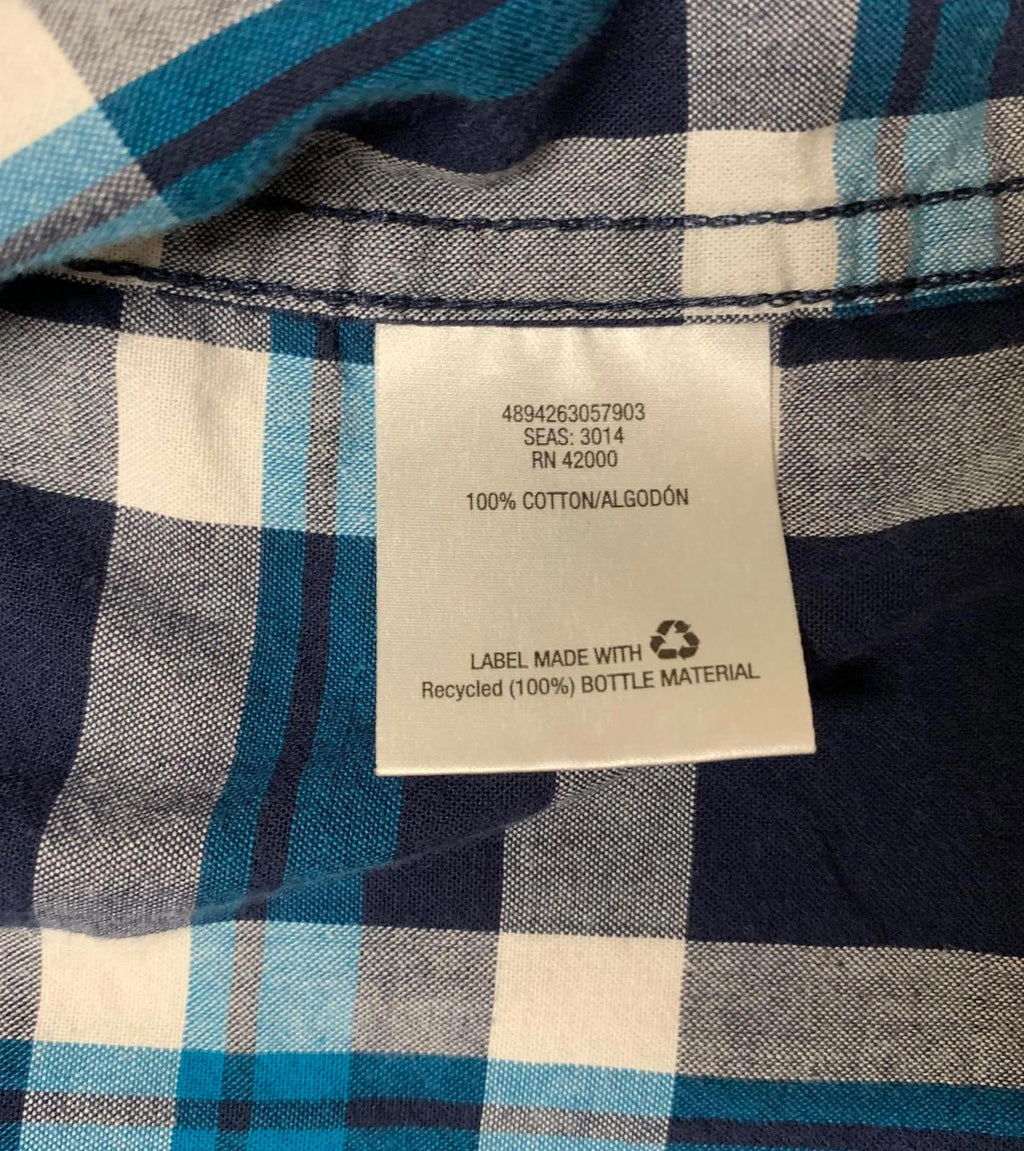 4894263057903
SEAS: 3014
RN 42000
100% COTTON/ALGODÓN
LABEL MADE WITH
Recycled (100%) BOTTLE MATERIAL